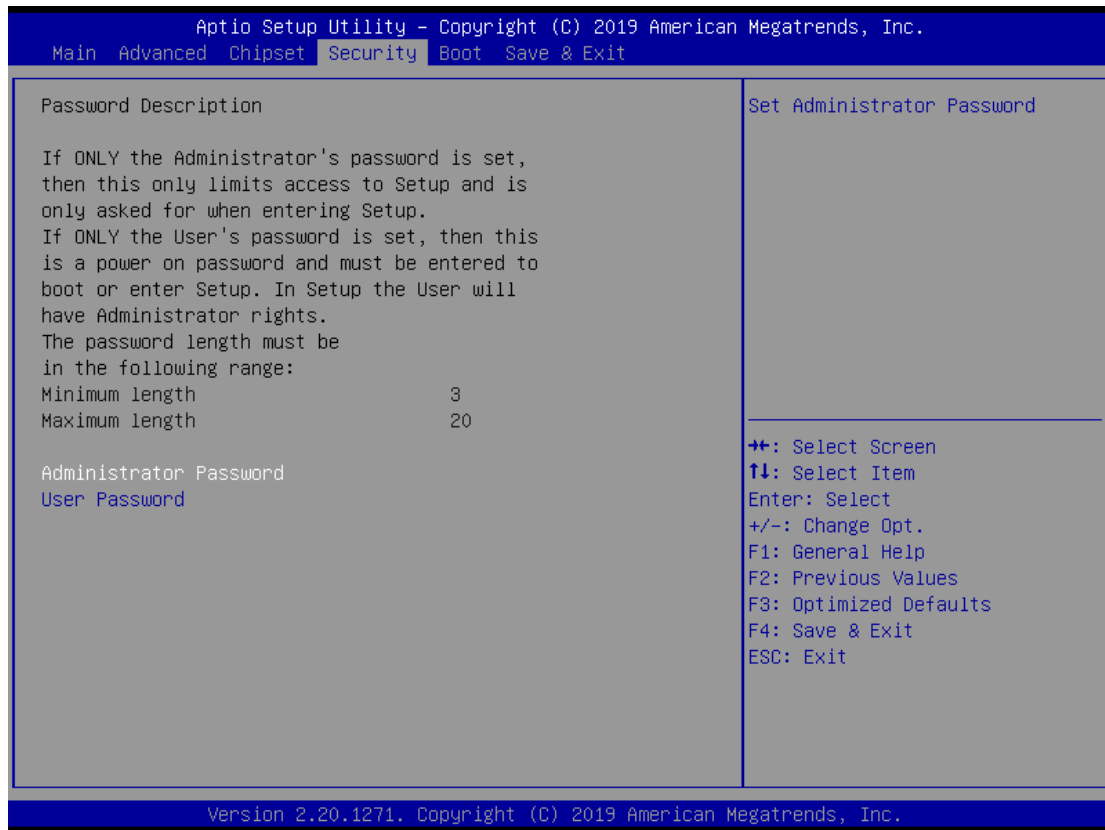 Aptio Setup Utility – Copyright (C) 2019 American Megatrends, Inc.
Main Advanced Chipset Security Boot Save & Exit
Password Description
If ONLY the Administrator's password is set,
then this only limits access to Setup and is
only asked for when entering Setup.
If ONLY the User's password is set, then this
is a power on password and must be entered to
boot or enter Setup. In Setup the User will
have Administrator rights.
The password length must be
in the following range:
Minimum length 3
Maximum length 20
Administrator Password
User Password
Set Administrator Password
→←: Select Screen
↑↓: Select Item
Enter: Select
+/-: Change Opt.
F1: General Help
F2: Previous Values
F3: Optimized Defaults
F4: Save & Exit
ESC: Exit
Version 2.20.1271. Copyright (C) 2019 American Megatrends, Inc.